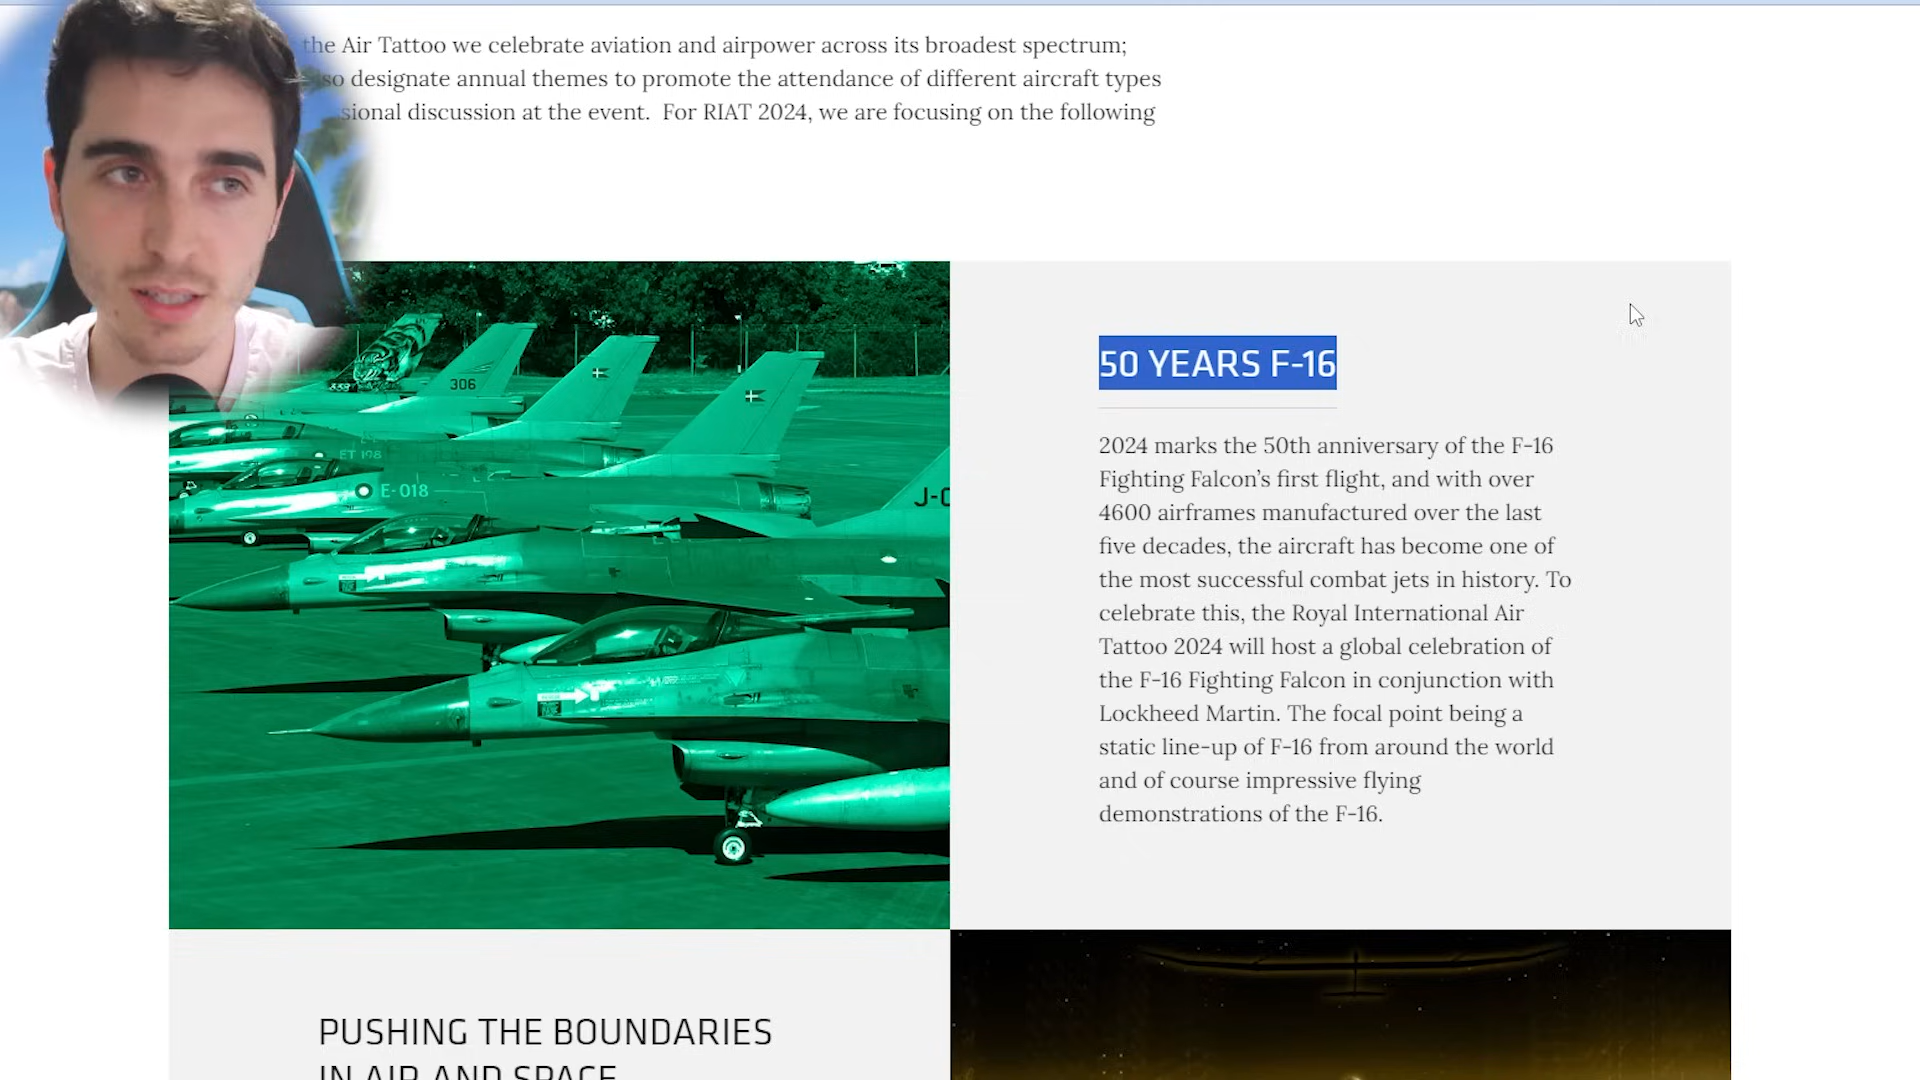 the Air Tattoo we celebrate aviation and airpower across its broadest spectrum;
so designate annual themes to promote the attendance of different aircraft types
sional discussion at the event. For RIAT 2024, we are focusing on the following
306
ET 198
E-018
J-
50 YEARS F-16
2024 marks the 50th anniversary of the F-16
Fighting Falcon’s first flight, and with over
4600 airframes manufactured over the last
five decades, the aircraft has become one of
the most successful combat jets in history. To
celebrate this, the Royal International Air
Tattoo 2024 will host a global celebration of
the F-16 Fighting Falcon in conjunction with
Lockheed Martin. The focal point being a
static line-up of F-16 from around the world
and of course impressive flying
demonstrations of the F-16.
PUSHING THE BOUNDARIES
IN AIR AND SPACE